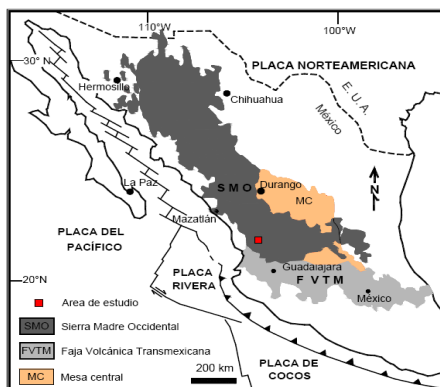 110°W
100°W
30° N
PLACA NORTEAMERICANA
Hermosillo
Chihuahua
E. U. A.
México
La Paz
SMO
Durango
MC
N
Mazatlán
PLACA DEL
PACÍFICO
PLACA
RIVERA
Guadalajara
FVTM
México
20°N
Area de estudio
SMO Sierra Madre Occidental
FVTM Faja Volcánica Transmexicana
MC Mesa central
200 km
PLACA DE
COCOS